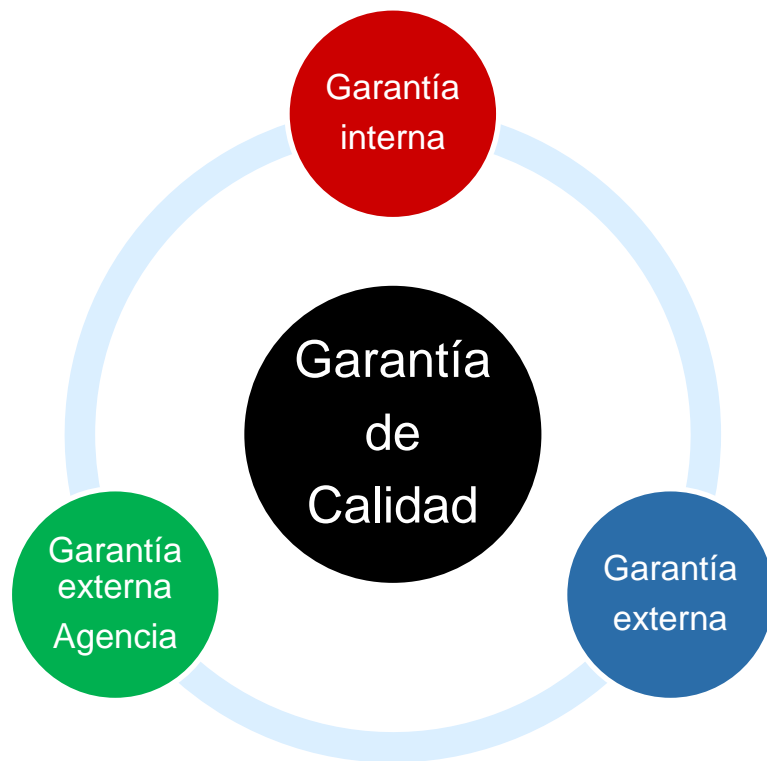 Garantía
interna
Garantía
de
Calidad
Garantía
externa
Agencia
Garantía
externa